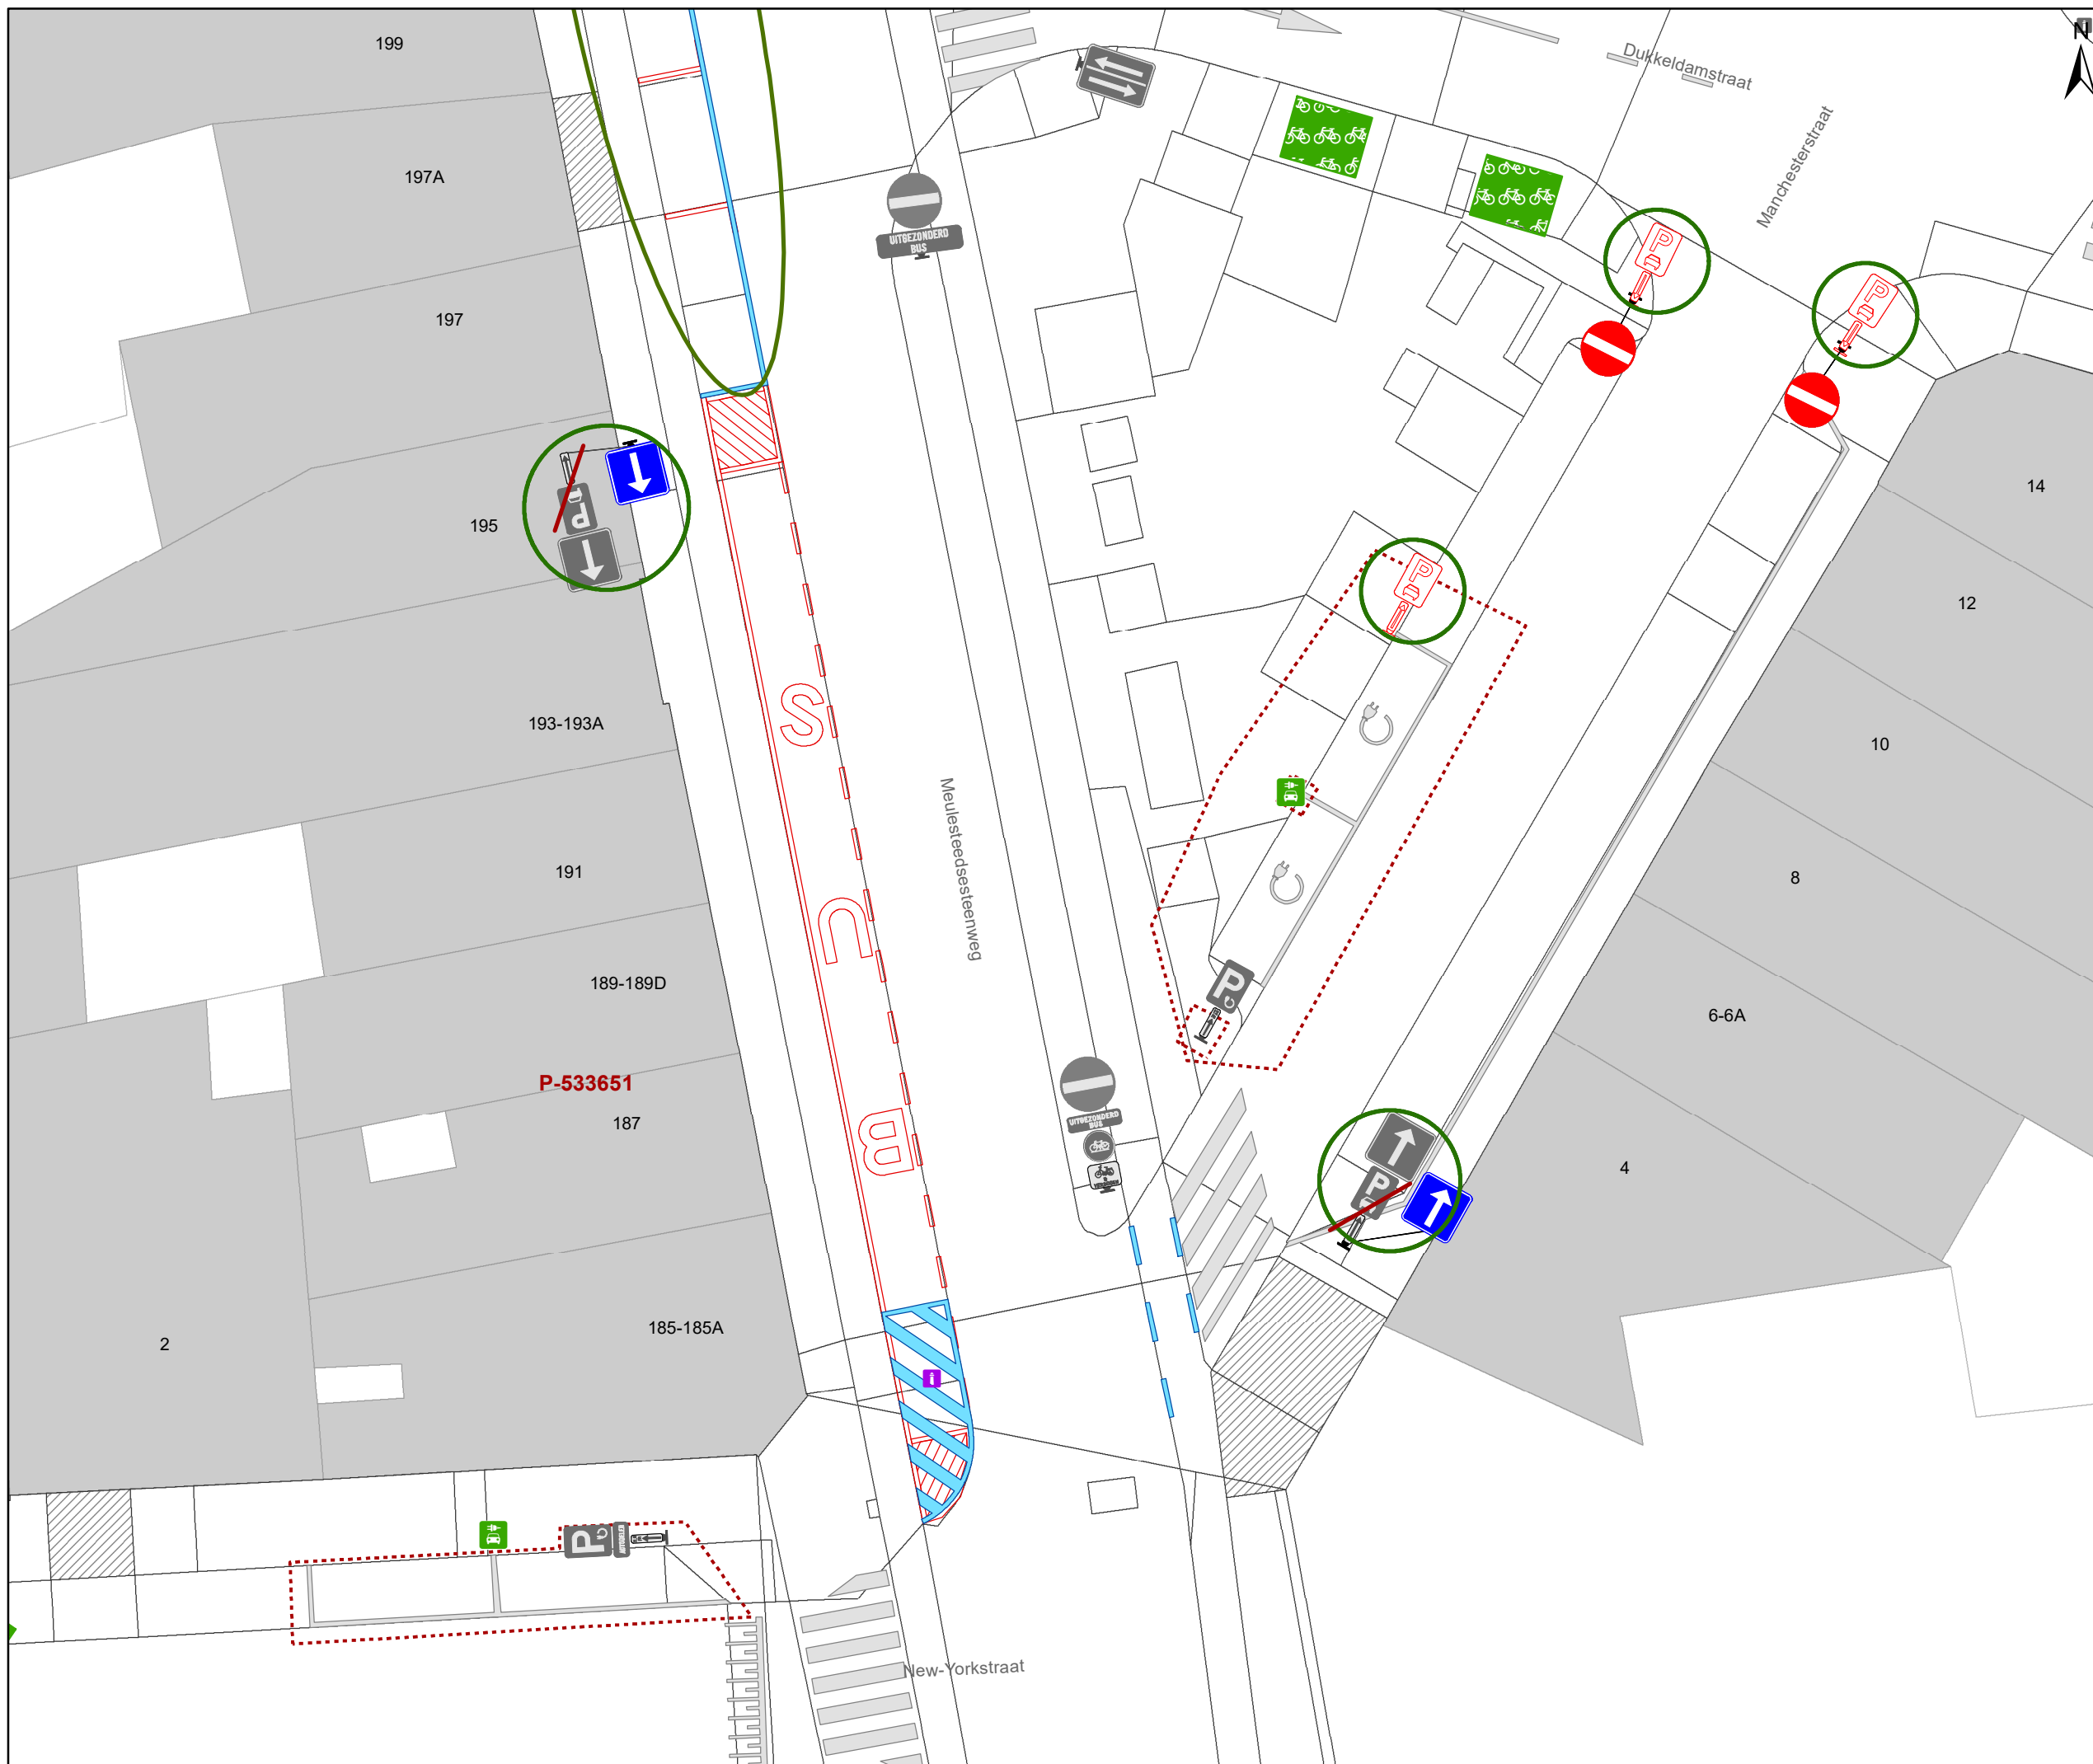 199
N
Dukkeldamstraat
Manchesterstraat
197A
UITGEZONDERD
BUS
P
P
197
14
195
P
P
12
S
193-193A
10
Meulesteedsesteenweg
191
8
U
189-189D
P
6-6A
P-533651
UITGEZONDERD
BUS
187
B
4
P
185-185A
2
P
New-Yorkstraat